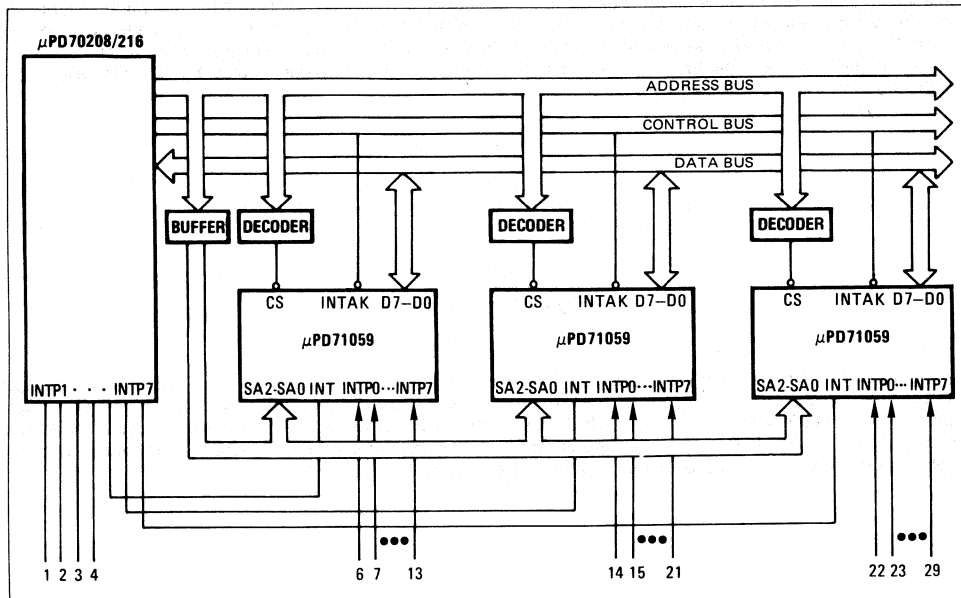 μPD70208/216
ADDRESS BUS
CONTROL BUS
DATA BUS
BUFFER
DECODER
DECODER
DECODER
CS INTAK D7–D0
μPD71059
SA2-SA0 INT INTP0···INTP7
CS INTAK D7–D0
μPD71059
SA2-SA0 INT INTP0···INTP7
CS INTAK D7–D0
μPD71059
SA2-SA0 INT INTP0···INTP7
INTP1 · · · INTP7
1 2 3 4 6 7 ••• 13 14 15 ••• 21 22 23 ••• 29